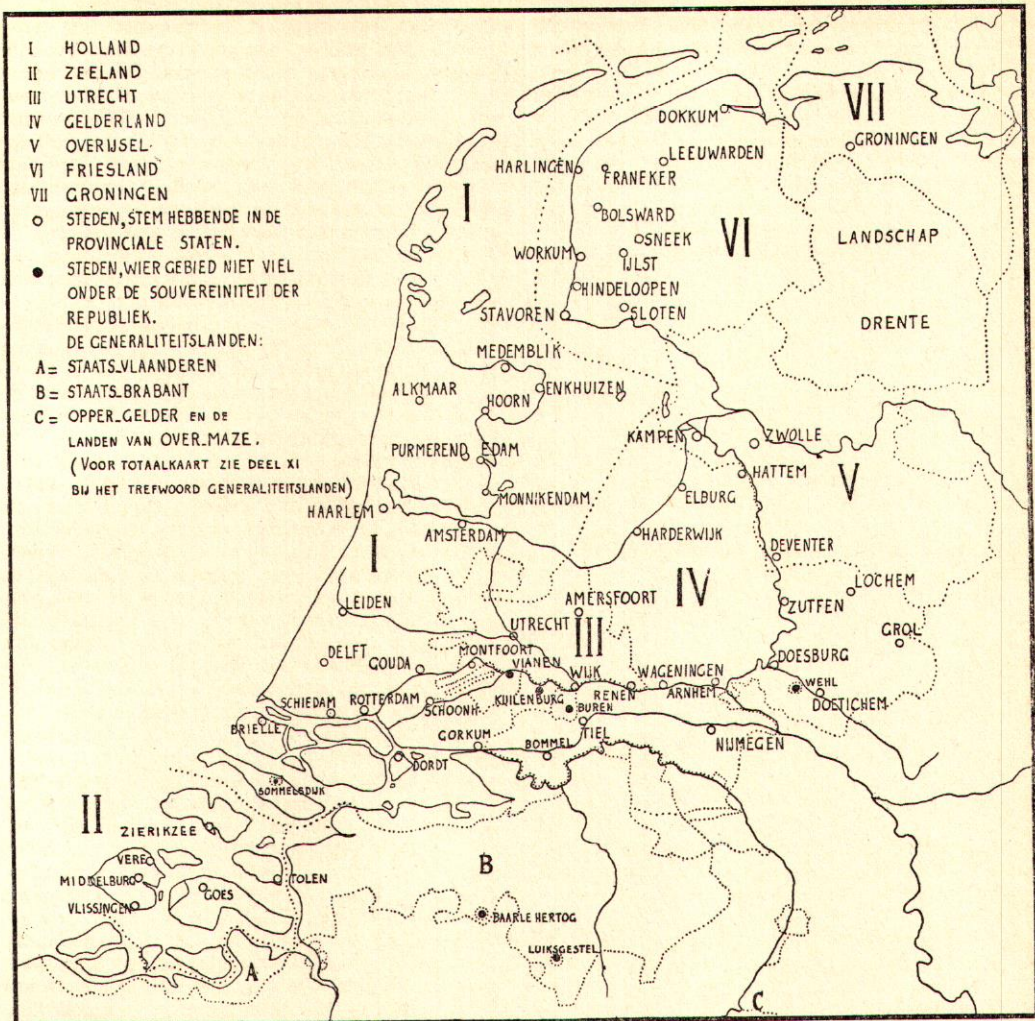 I HOLLAND
II ZEELAND
III UTRECHT
IV GELDERLAND
V OVERIJSEL
VI FRIESLAND
VII GRONINGEN
STEDEN, STEM HEBBENDE IN DE
PROVINCIALE STATEN.
STEDEN, WIER GEBIED NIET VIEL
ONDER DE SOUVEREINITEIT DER
REPUBLIEK.
DE GENERALITEITSLANDEN:
A = STAATS-VLAANDEREN
B = STAATS-BRABANT
C = OPPER-GELDER EN DE
LANDEN VAN OVER-MAZE.
(VOOR TOTAALKAART ZIE DEEL XI
BIJ HET TREFWOORD GENERALITEITSLANDEN)
VII
DOKKUM
GRONINGEN
LEEUWARDEN
HARLINGEN
FRANEKER
I
BOLSWARD
VI
SNEEK
LANDSCHAP
WORKUM
IJLST
HINDELOOPEN
STAVOREN
SLOTEN
DRENTE
MEDEMBLIK
ALKMAAR
ENKHUIZEN
HOORN
KAMPEN
ZWOLLE
PURMEREND
EDAM
HATTEM
V
MONNIKENDAM
ELBURG
HAARLEM
AMSTERDAM
HARDERWIJK
DEVENTER
I
LOCHEM
IV
LEIDEN
AMERSFOORT
ZUTFEN
UTRECHT
III
GROL
DELFT
GOUDA
MONTFOORT
VIANEN
WIJK
WAGENINGEN
DOESBURG
WEHL
SCHIEDAM
ROTTERDAM
SCHOONH.
KUILENBURG
RENEN
ARNHEM
DOETICHEM
BUREN
BRIELLE
TIEL
GORKUM
BOMMEL
NIJMEGEN
DORDT
SOMMELSDIJK
II
ZIERIKZEE
VERE
B
MIDDELBURG
GOES
TOLEN
VLISSINGEN
BAARLE HERTOG
LUIKSGESTEL
A
C